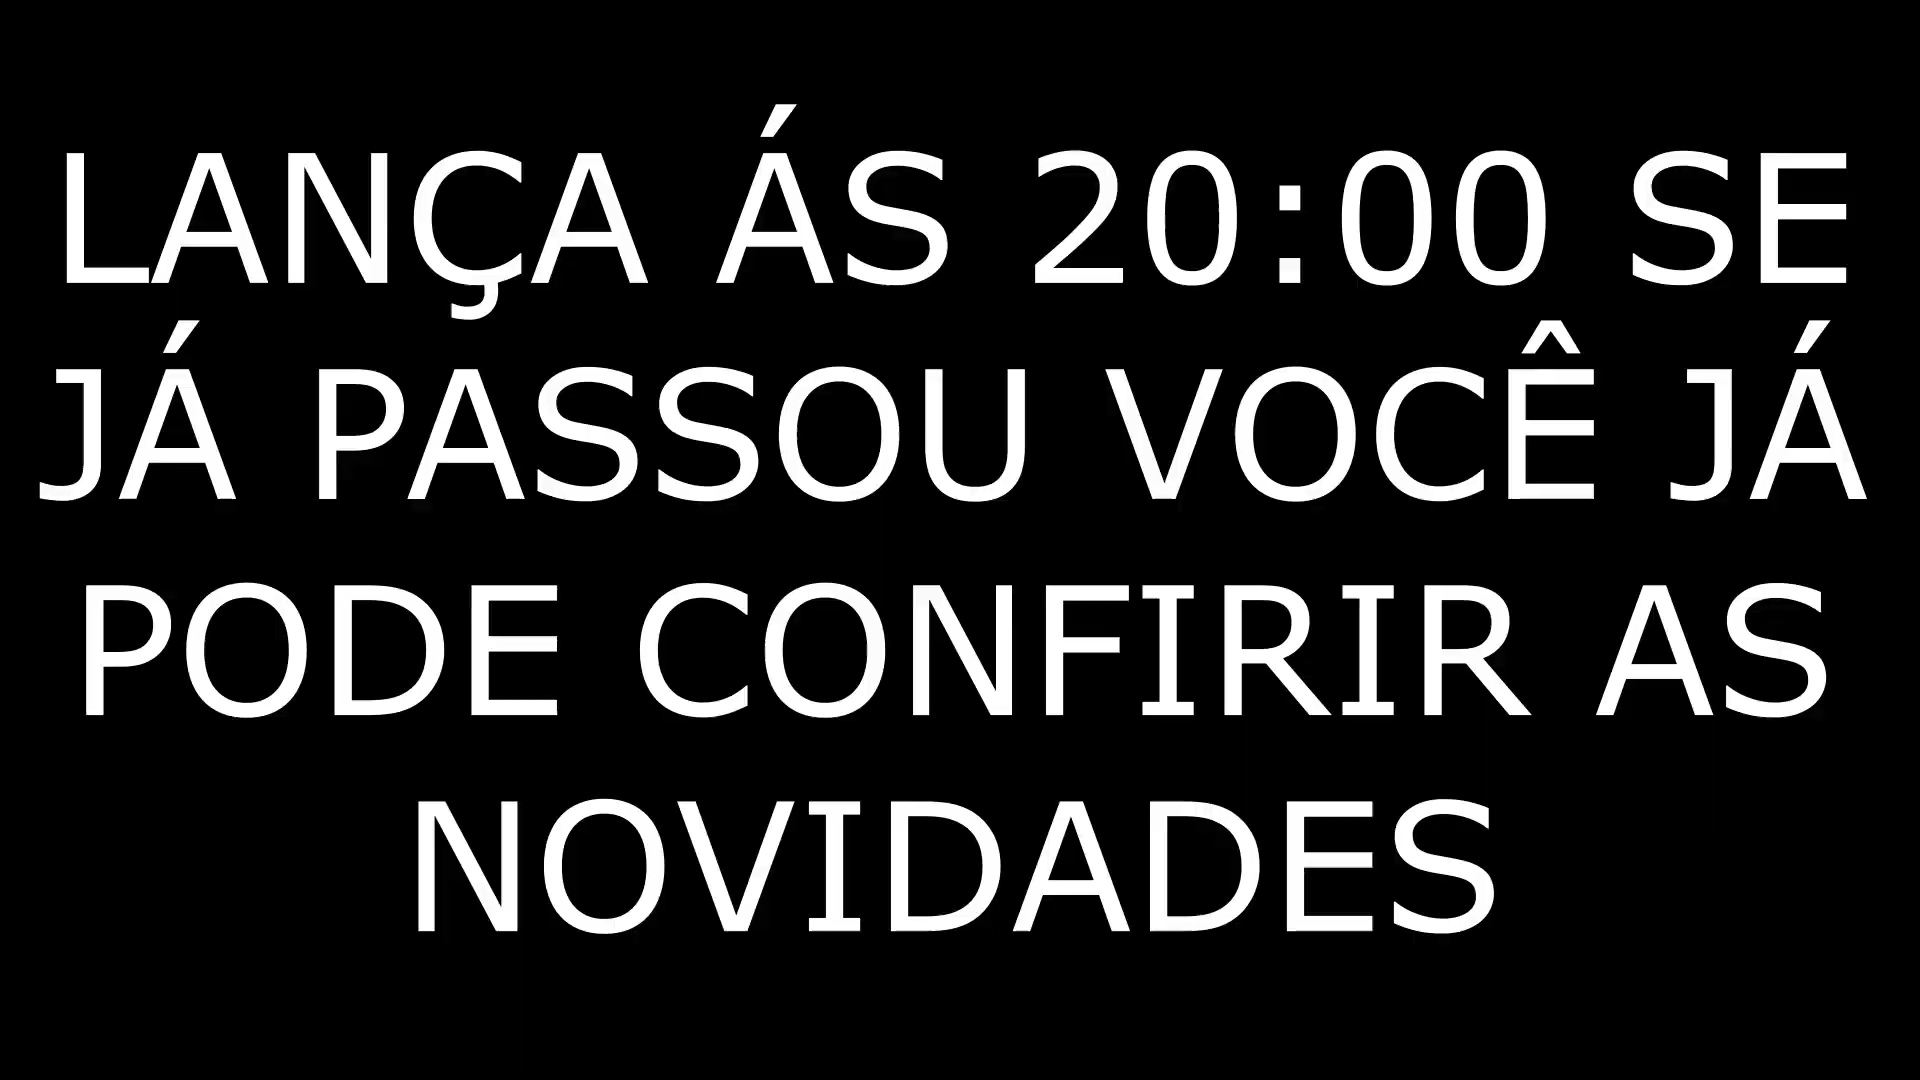 LANÇA ÁS 20:00 SE
JÁ PASSOU VOCÊ JÁ
PODE CONFIRIR AS
NOVIDADES